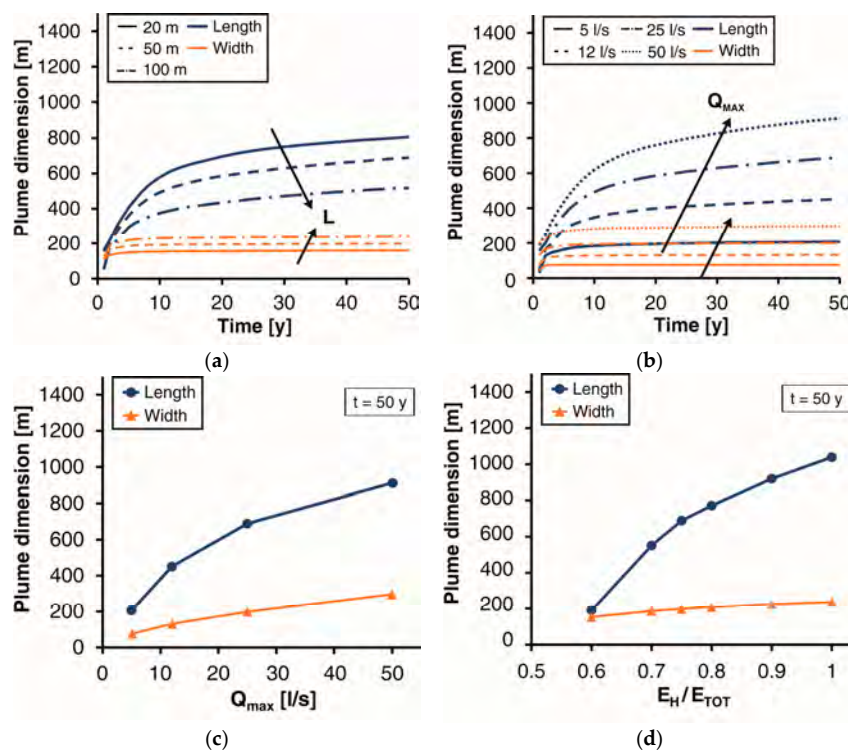 20 m Length
50 m Width
100 m
1400
1200
1000
800
600
400
200
0
Plume dimension [m]
L
0 10 20 30 40 50
Time [y]
(a)
5 l/s 25 l/s Length
12 l/s 50 l/s Width
1400
1200
1000
800
600
400
200
0
Plume dimension [m]
QMAX
0 10 20 30 40 50
Time [y]
(b)
Length
Width
t = 50 y
1400
1200
1000
800
600
400
200
0
Plume dimension [m]
0 10 20 30 40 50
Qmax [l/s]
(c)
Length
Width
t = 50 y
1400
1200
1000
800
600
400
200
0
Plume dimension [m]
0.5 0.6 0.7 0.8 0.9 1
EH/ETOT
(d)